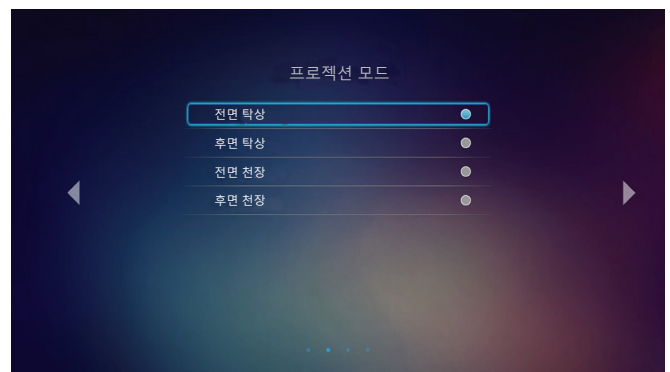 프로젝션 모드
전면 탁상
후면 탁상
전면 천장
후면 천장